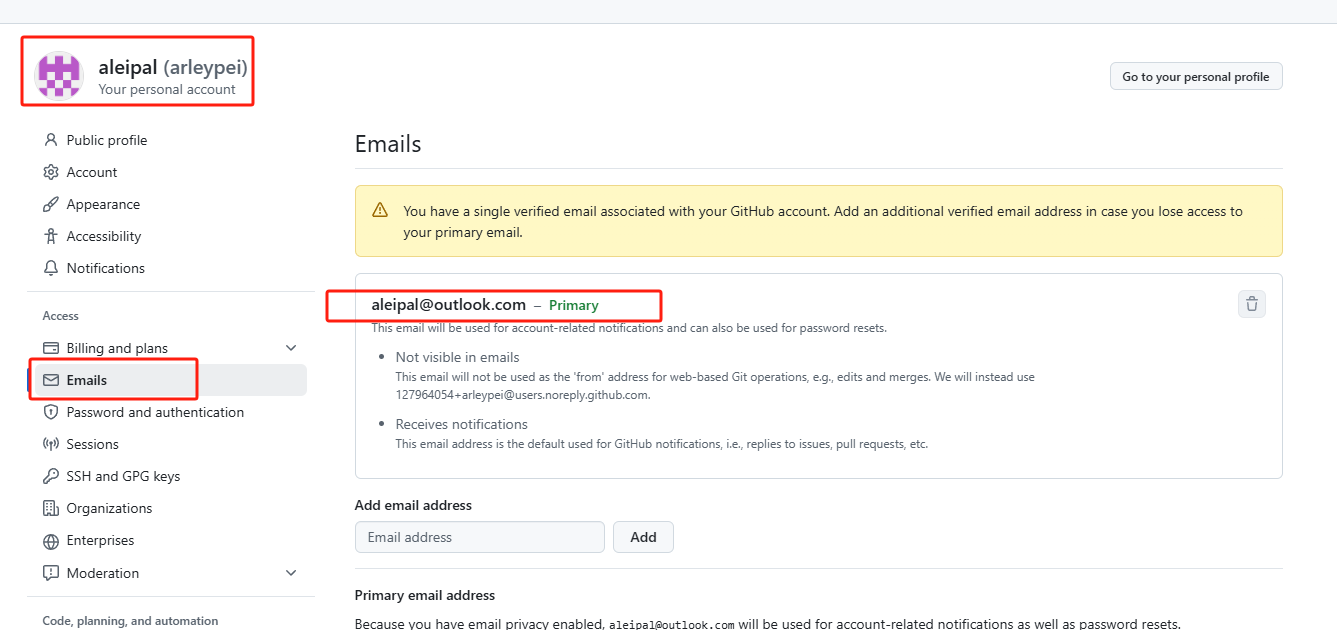 aleipal (arleypei)
Your personal account
Go to your personal profile
Public profile
Account
Appearance
Accessibility
Notifications
Access
Billing and plans
Emails
Password and authentication
Sessions
SSH and GPG keys
Organizations
Enterprises
Moderation
Code, planning, and automation
Emails
You have a single verified email associated with your GitHub account. Add an additional verified email address in case you lose access to
your primary email.
aleipal@outlook.com – Primary
This email will be used for account-related notifications and can also be used for password resets.
• Not visible in emails
This email will not be used as the 'from' address for web-based Git operations, e.g., edits and merges. We will instead use
127964054+arleypei@users.noreply.github.com.
• Receives notifications
This email address is the default used for GitHub notifications, i.e., replies to issues, pull requests, etc.
Add email address
Email address
Add
Primary email address
Because you have email privacy enabled, aleipal@outlook.com will be used for account-related notifications as well as password resets.